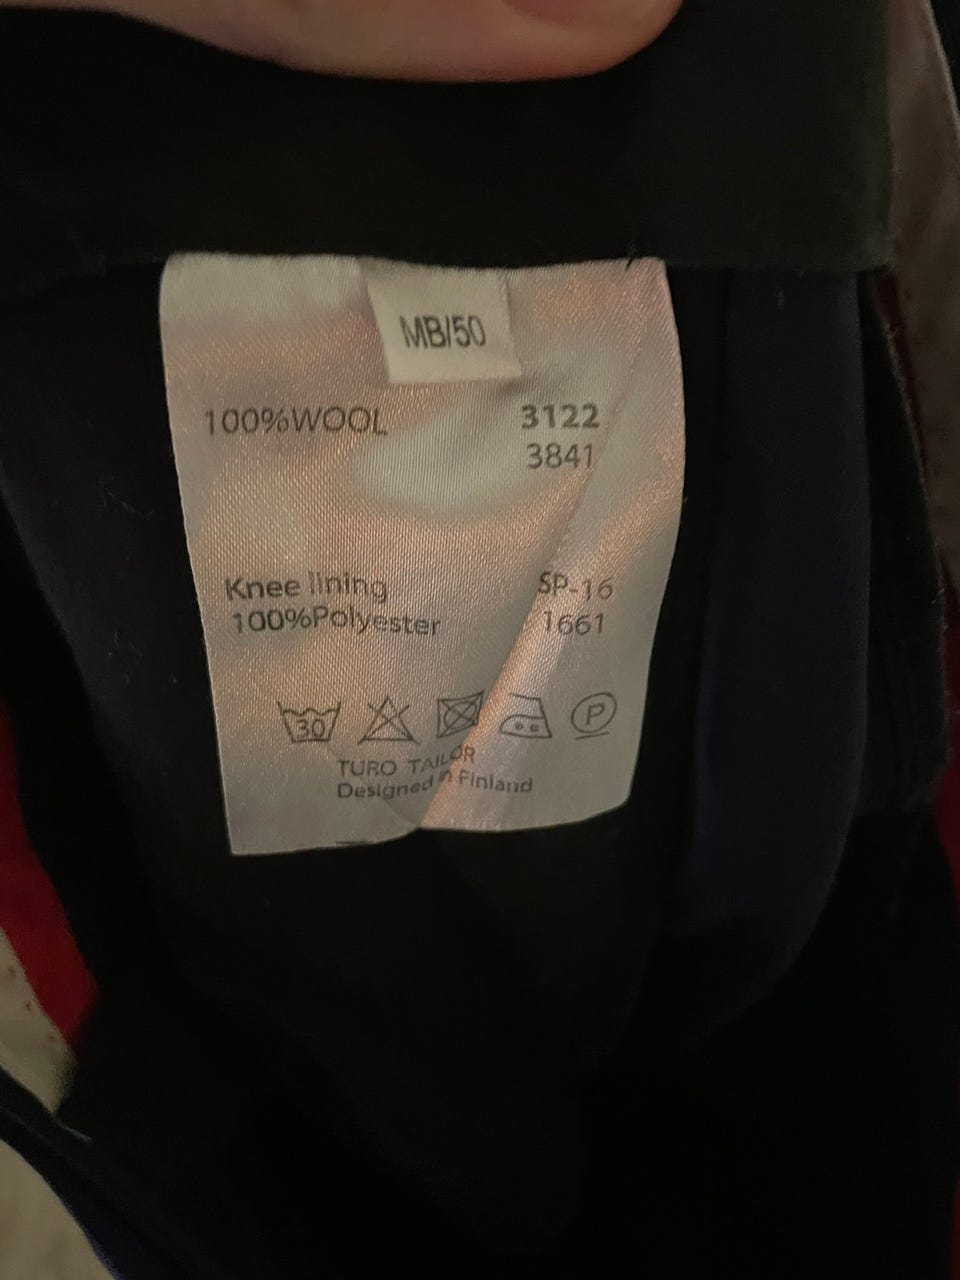 MB/50
100%WOOL 3122
3841
Knee lining SP-16
100%Polyester 1661
30 P
TURO TAILOR
Designed in Finland